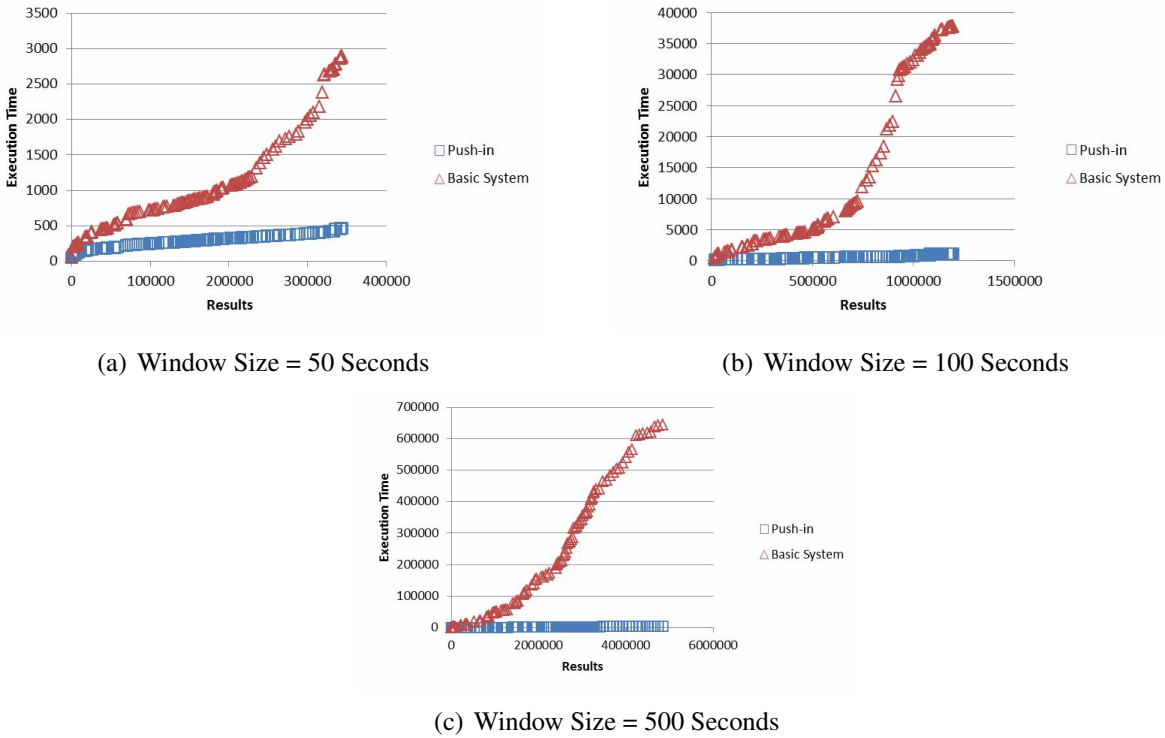 3500
3000
2500
2000
1500
1000
500
0
Execution Time
0 100000 200000 300000 400000
Results
Push-in
Basic System
40000
35000
30000
25000
20000
15000
10000
5000
0
Execution Time
0 500000 1000000 1500000
Results
Push-in
Basic System
(a) Window Size = 50 Seconds
(b) Window Size = 100 Seconds
700000
600000
500000
400000
300000
200000
100000
0
Execution Time
0 2000000 4000000 6000000
Results
Push-in
Basic System
(c) Window Size = 500 Seconds